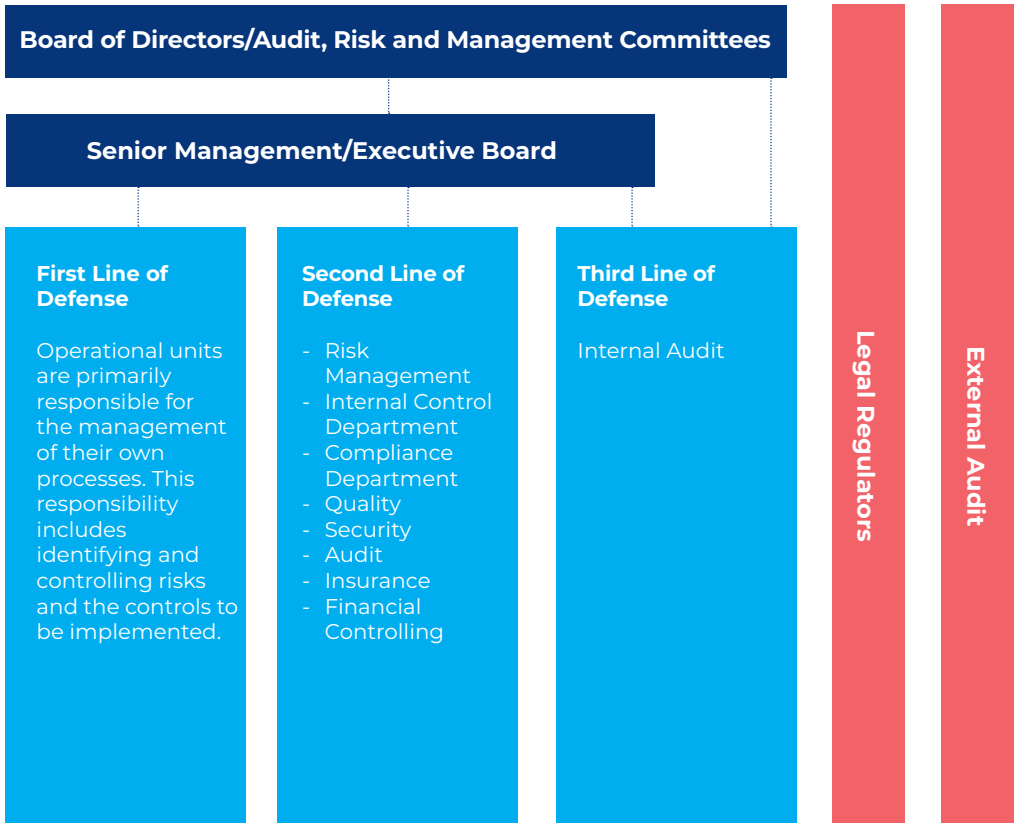 Board of Directors/Audit, Risk and Management Committees
Senior Management/Executive Board
First Line of
Defense
Operational units
are primarily
responsible for
the management
of their own
processes. This
responsibility
includes
identifying and
controlling risks
and the controls to
be implemented.
Second Line of
Defense
- Risk
Management
- Internal Control
Department
- Compliance
Department
- Quality
- Security
- Audit
- Insurance
- Financial
Controlling
Third Line of
Defense
Internal Audit
Legal Regulators
External Audit